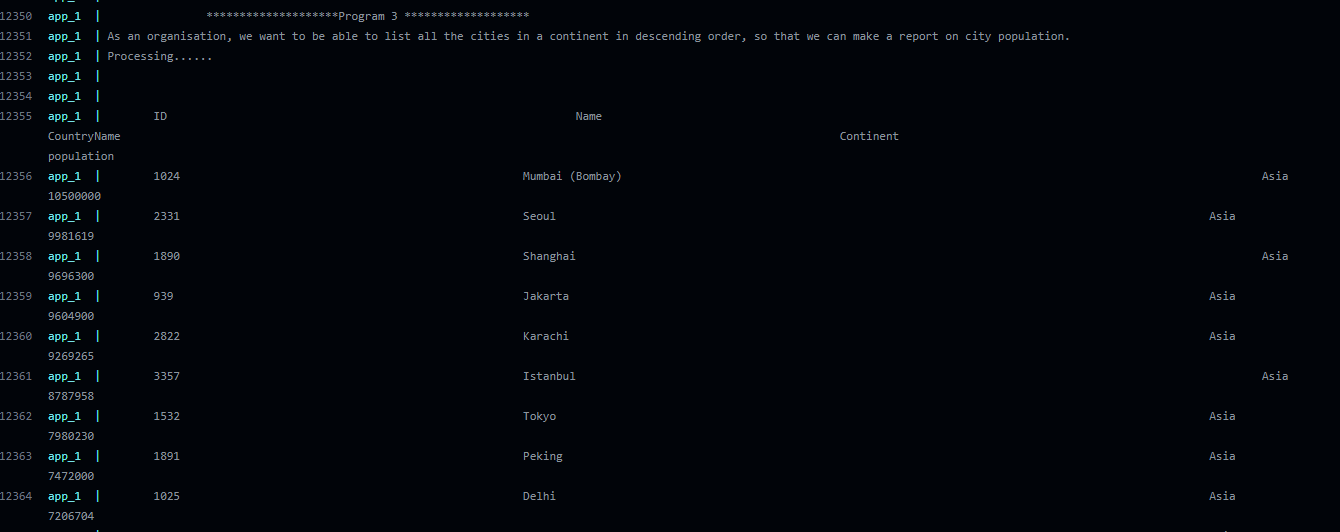 12350 app_1 | ********************Program 3 *******************
12351 app_1 | As an organisation, we want to be able to list all the cities in a continent in descending order, so that we can make a report on city population.
12352 app_1 | Processing......
12353 app_1 |
12354 app_1 |
12355 app_1 | ID Name
CountryName Continent
population
12356 app_1 | 1024 Mumbai (Bombay) Asia
10500000
12357 app_1 | 2331 Seoul Asia
9981619
12358 app_1 | 1890 Shanghai Asia
9696300
12359 app_1 | 939 Jakarta Asia
9604900
12360 app_1 | 2822 Karachi Asia
9269265
12361 app_1 | 3357 Istanbul Asia
8787958
12362 app_1 | 1532 Tokyo Asia
7980230
12363 app_1 | 1891 Peking Asia
7472000
12364 app_1 | 1025 Delhi Asia
7206704